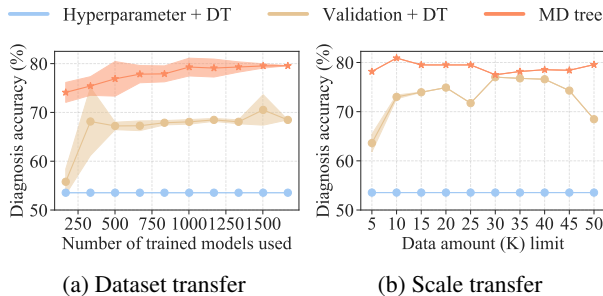 Hyperparameter + DT Validation + DT MD tree
Diagnosis accuracy (%)
80
70
60
50
250 500 750 1000 1250 1500
Number of trained models used
(a) Dataset transfer
Diagnosis accuracy (%)
80
70
60
50
5 10 15 20 25 30 35 40 45 50
Data amount (K) limit
(b) Scale transfer